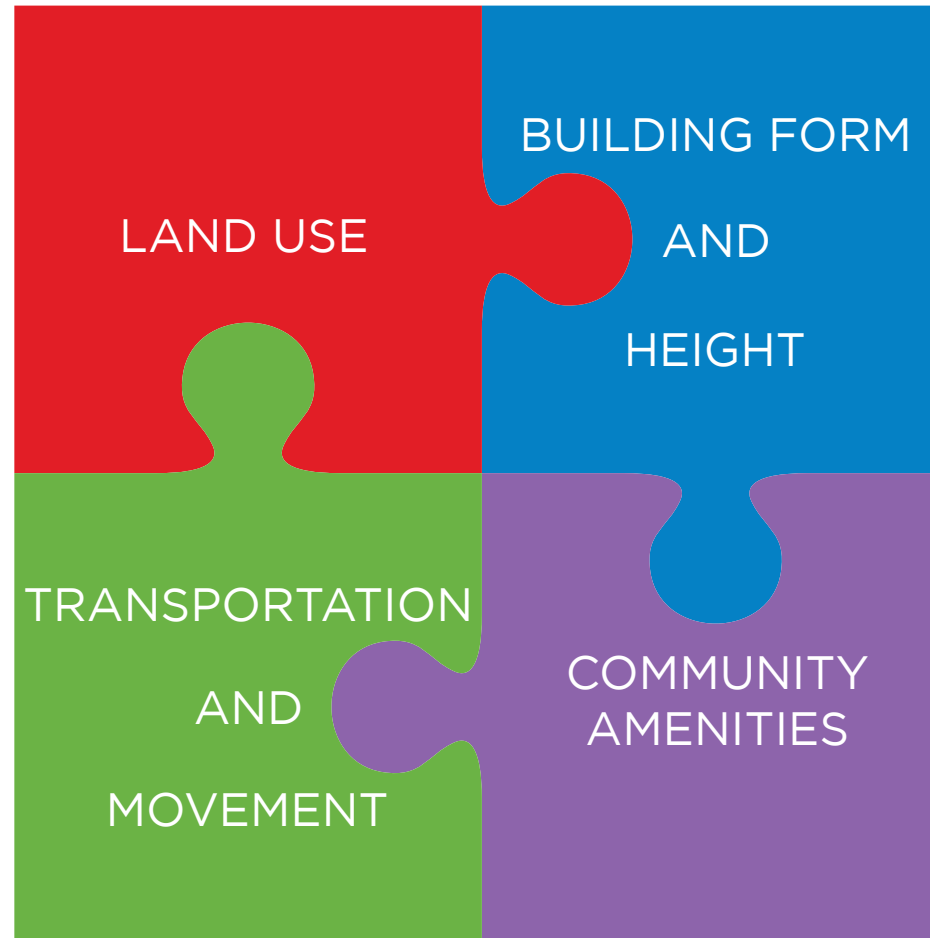 LAND USE
BUILDING FORM
AND
HEIGHT
TRANSPORTATION
AND
MOVEMENT
COMMUNITY
AMENITIES